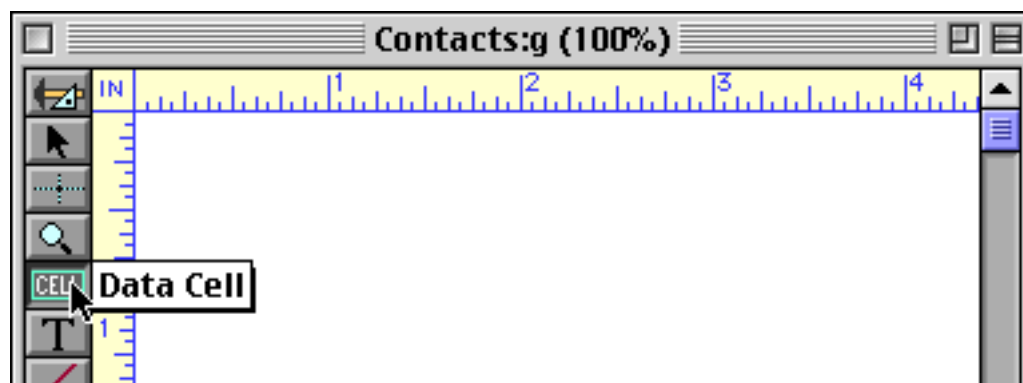 Contacts:g (100%)
IN 1 2 3 4
CELL Data Cell
T 1